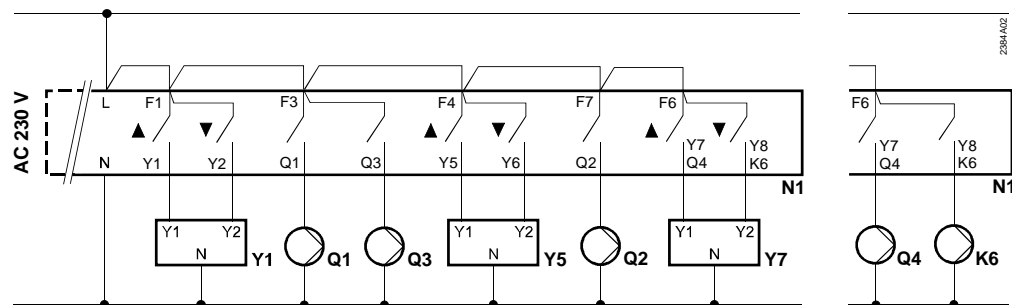 2384A02
AC 230 V
L F1 F3 F4 F7 F6 F6
Y7 Y8 Y7 Y8
N Y1 Y2 Q1 Q3 Y5 Y6 Q2 Q4 K6 Q4 K6
N1 N1
Y1 Y2 Y1 Y2 Y1 Y2
N Y1 Q1 Q3 N Y5 Q2 N Y7 Q4 K6